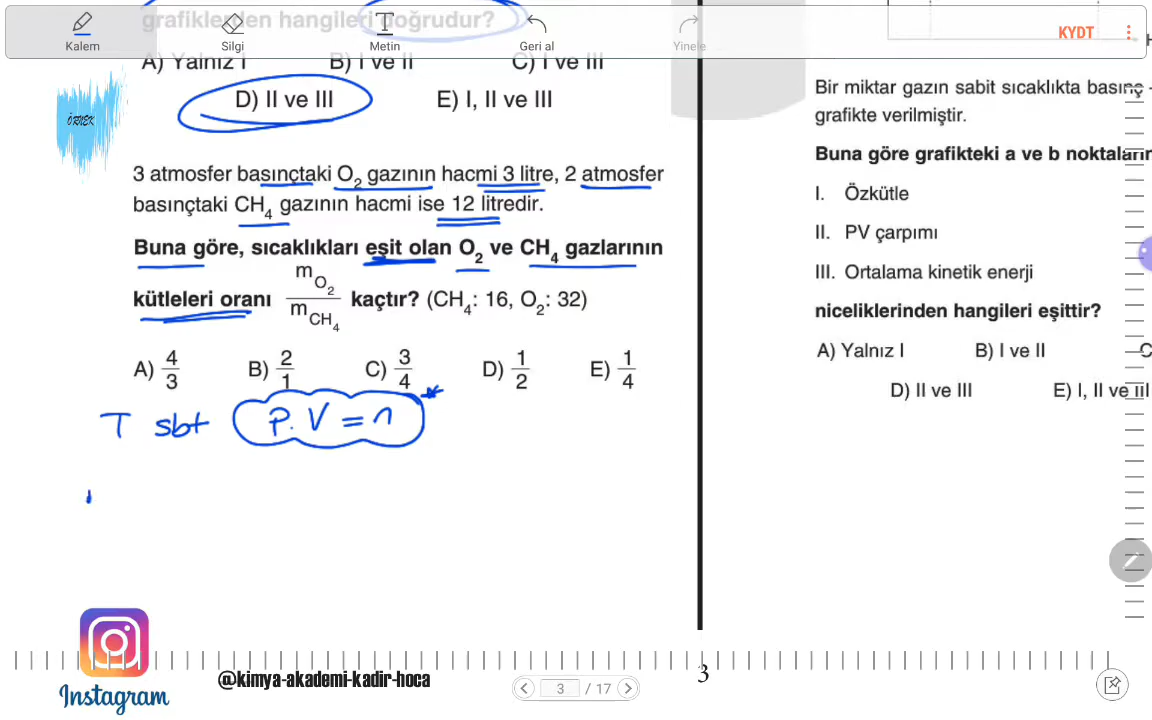 grafiklerden hangileri doğrudur?
Kalem
Silgi
Metin
Geri al
Yinele
KYDT
A) Yalnız I
B) I ve II
C) I ve III
D) II ve III
E) I, II ve III
ÖRNEK
3 atmosfer basınçtaki O₂ gazının hacmi 3 litre, 2 atmosfer
basınçtaki CH₄ gazının hacmi ise 12 litredir.
Buna göre, sıcaklıkları eşit olan O₂ ve CH₄ gazlarının
kütleleri oranı m O₂ / m CH₄ kaçtır? (CH₄: 16, O₂: 32)
A) 4/3 B) 2/1 C) 3/4 D) 1/2 E) 1/4
T sbt P.V = n
Bir miktar gazın sabit sıcaklıkta basınç -
grafikte verilmiştir.
Buna göre grafikteki a ve b
I. Özkütle
II. PV çarpımı
III. Ortalama kinetik enerji
niceliklerinden hangileri eşittir?
A) Yalnız I
B) I ve II
D) II ve III
E) I, II ve III
Instagram
@kimya-akademi-kadir-hoca
3 / 17
3